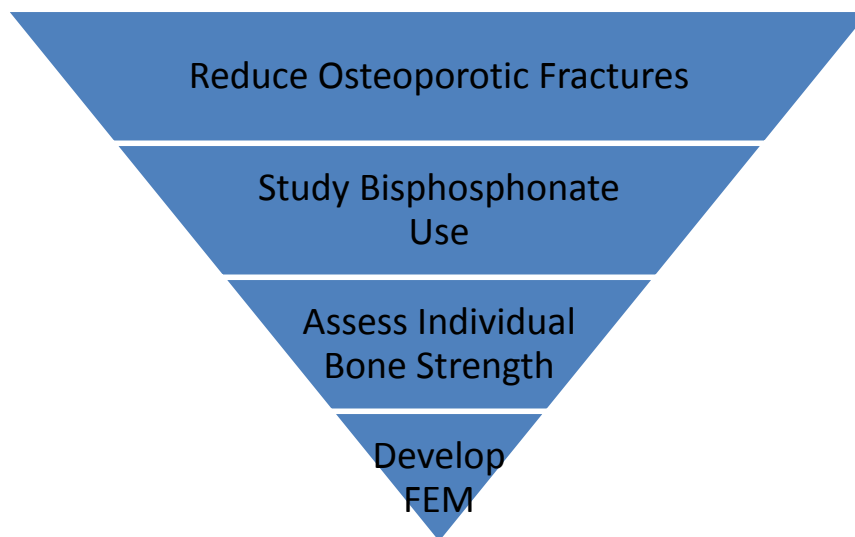 Reduce Osteoporotic Fractures
Study Bisphosphonate
Use
Assess Individual
Bone Strength
Develop
FEM